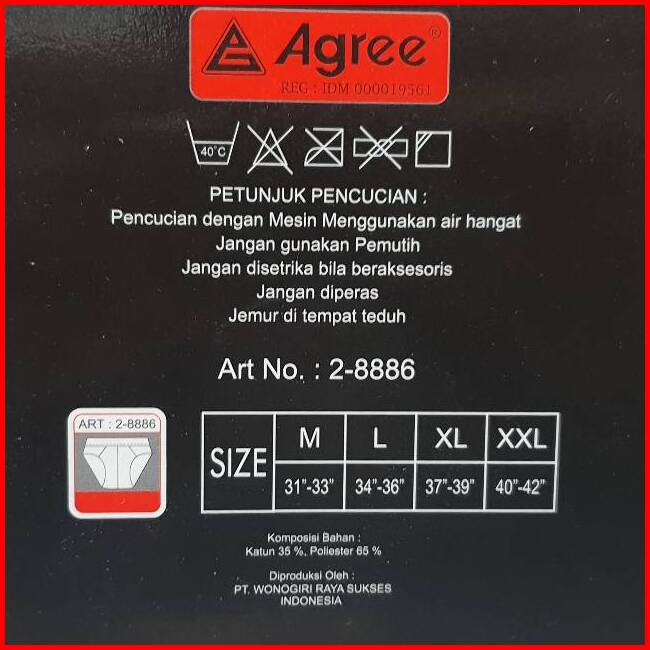 Agree®
REG : IDM 000019561
40°C
PETUNJUK PENCUCIAN :
Pencucian dengan Mesin Menggunakan air hangat
Jangan gunakan Pemutih
Jangan disetrika bila beraksesoris
Jangan diperas
Jemur di tempat teduh
Art No. : 2-8886
ART : 2-8886
SIZE M L XL XXL
31"-33" 34"-36" 37"-39" 40"-42"
Komposisi Bahan :
Katun 35 %, Poliester 65 %
Diproduksi Oleh :
PT. WONOGIRI RAYA SUKSES
INDONESIA